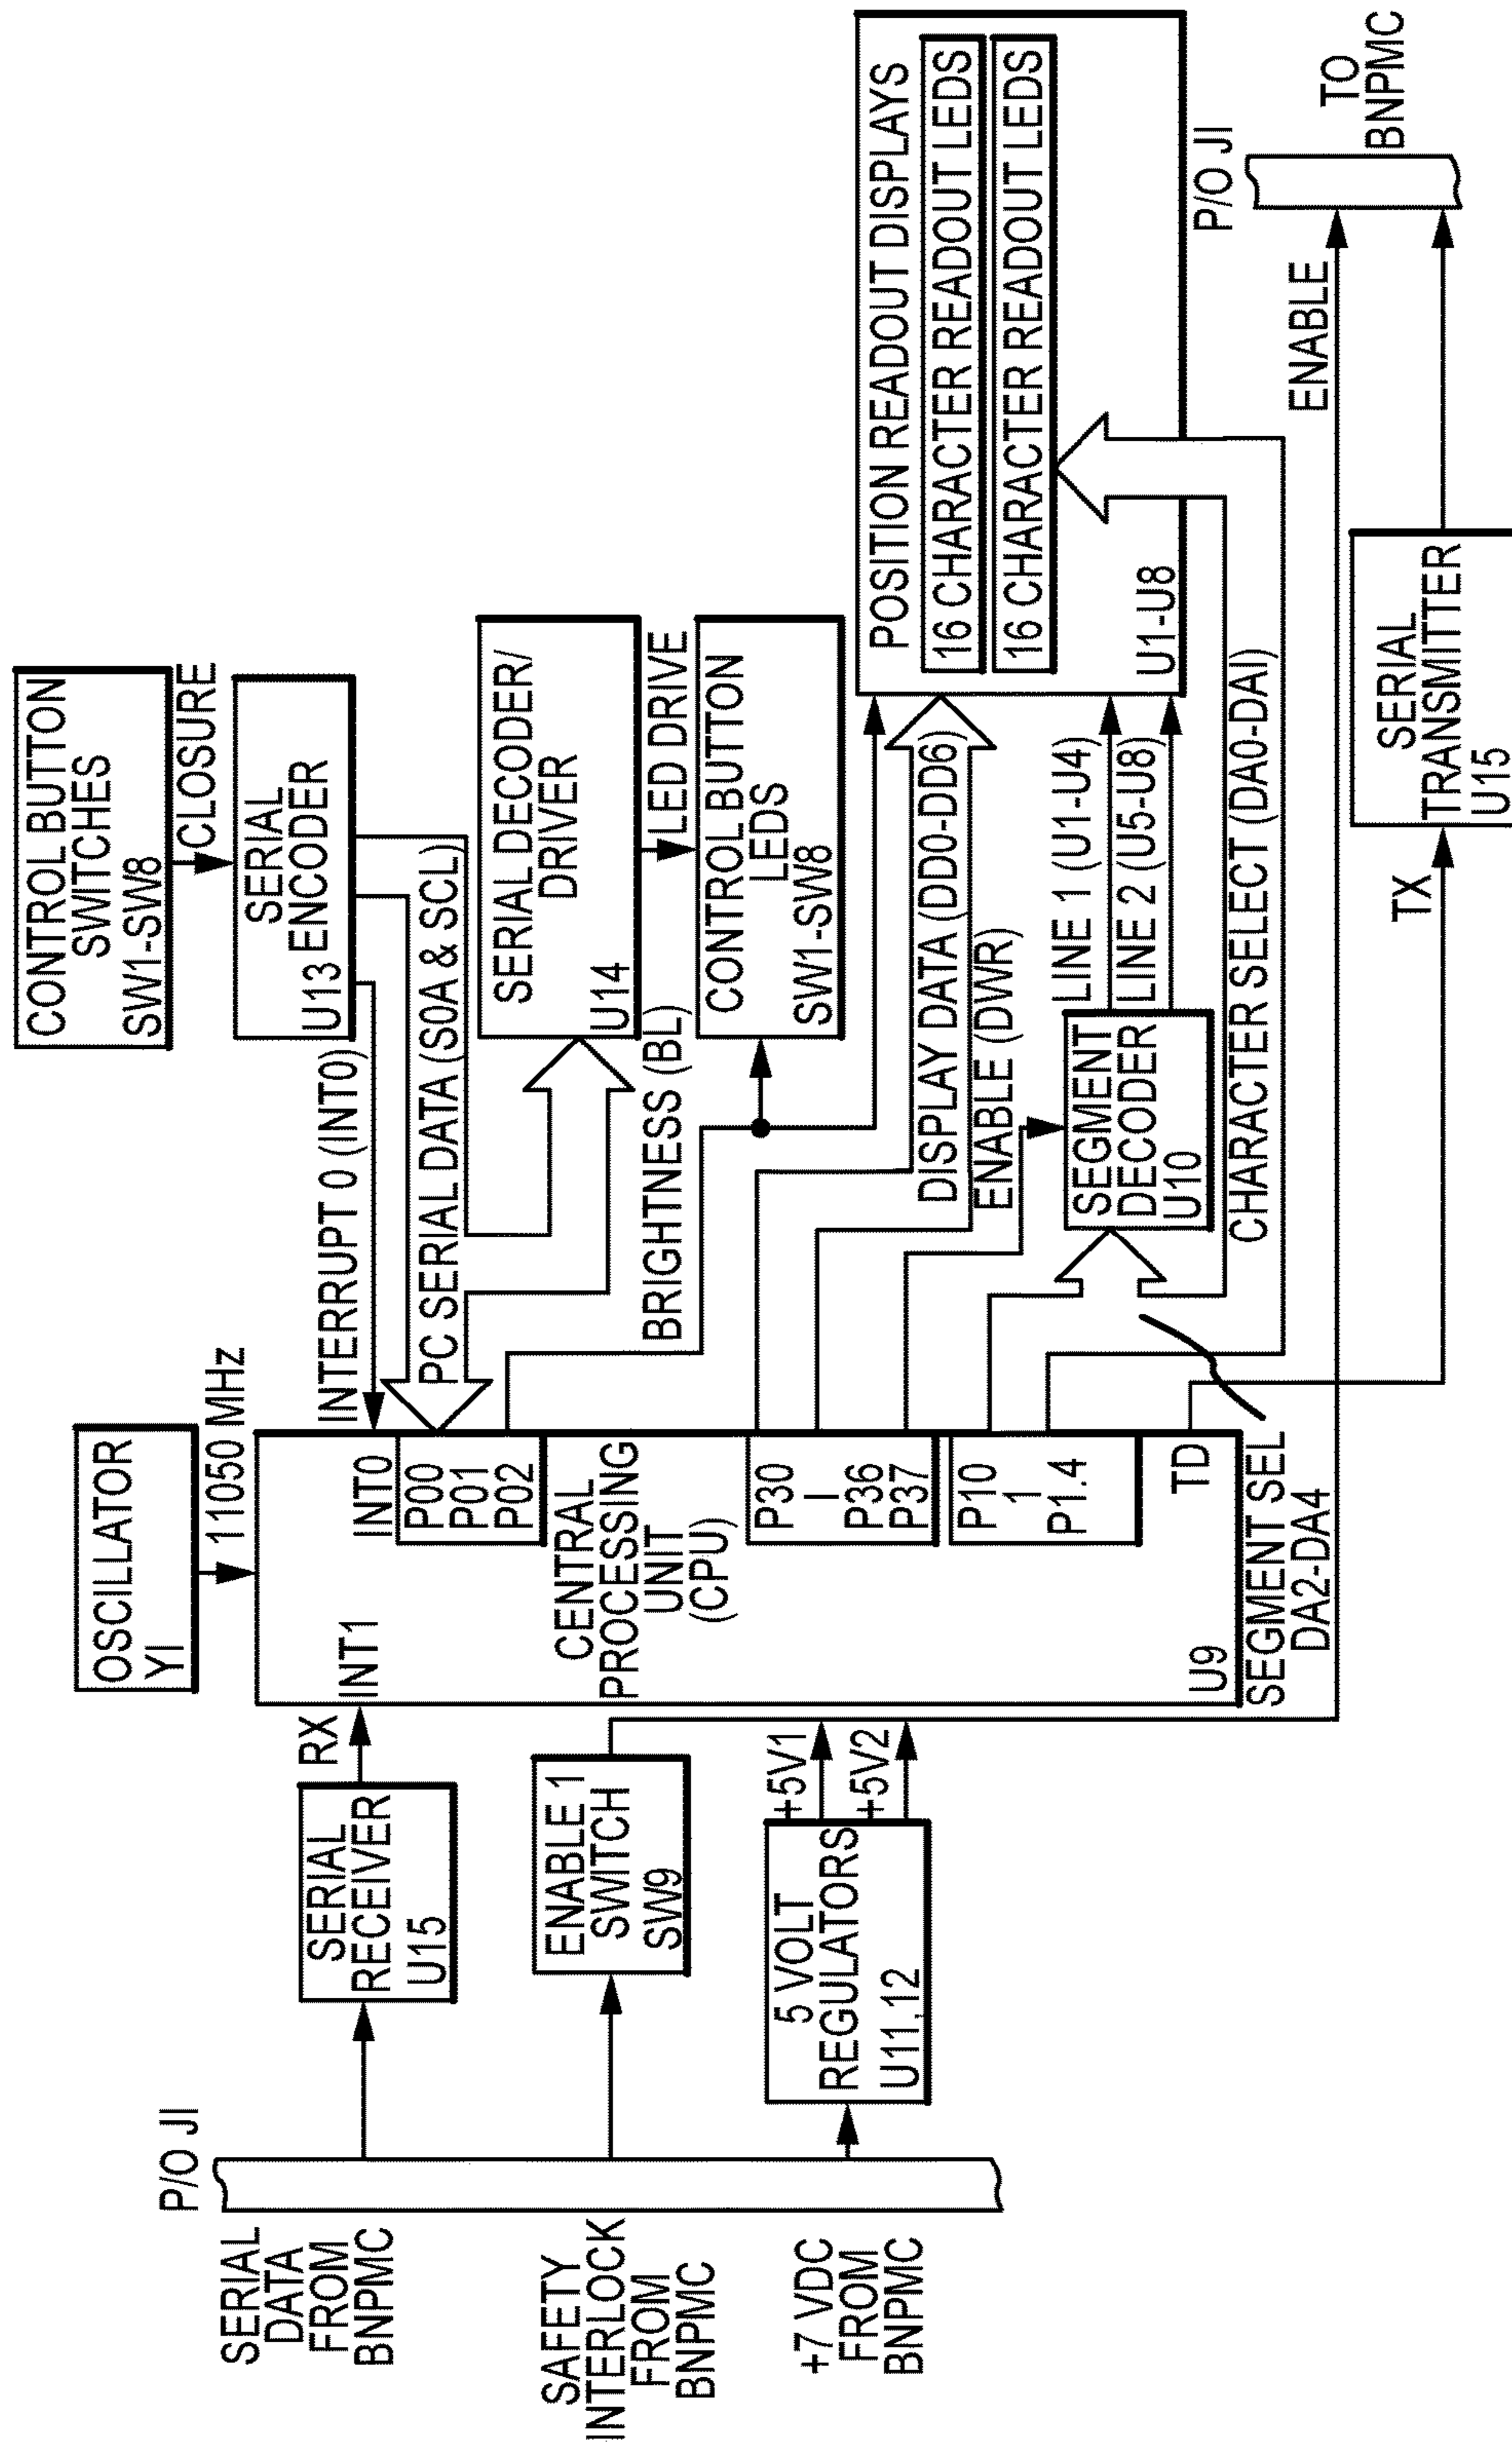 P/O JI
SERIAL
DATA
FROM
BNPMC
SAFETY
INTERLOCK
FROM
BNPMC
+7 VDC
FROM
BNPMC
SERIAL
RECEIVER
U15
RX
ENABLE 1
SWITCH
SW9
5 VOLT
REGULATORS
U11,12
+5V1
+5V2
OSCILLATOR
YI
11050 MHz
INT1
INT0
P00
P01
P02
CENTRAL
PROCESSING
UNIT
(CPU)
P30
I
P36
P37
P10
1
P1.4
TD
U9
SEGMENT SEL
DA2-DA4
CONTROL BUTTON
SWITCHES
SW1-SW8
CLOSURE
SERIAL
ENCODER
U13
INTERRUPT 0 (INT0)
PC SERIAL DATA (S0A & SCL)
SERIAL DECODER/
DRIVER
U14
LED DRIVE
BRIGHTNESS (BL)
CONTROL BUTTON
LEDS
SW1-SW8
DISPLAY DATA (DD0-DD6)
ENABLE (DWR)
SEGMENT
DECODER
U10
LINE 1 (U1-U4)
LINE 2 (U5-U8)
CHARACTER SELECT (DA0-DAI)
POSITION READOUT DISPLAYS
16 CHARACTER READOUT LEDS
16 CHARACTER READOUT LEDS
U1-U8
P/O JI
ENABLE
TO
BNPMC
TX
SERIAL
TRANSMITTER
U15